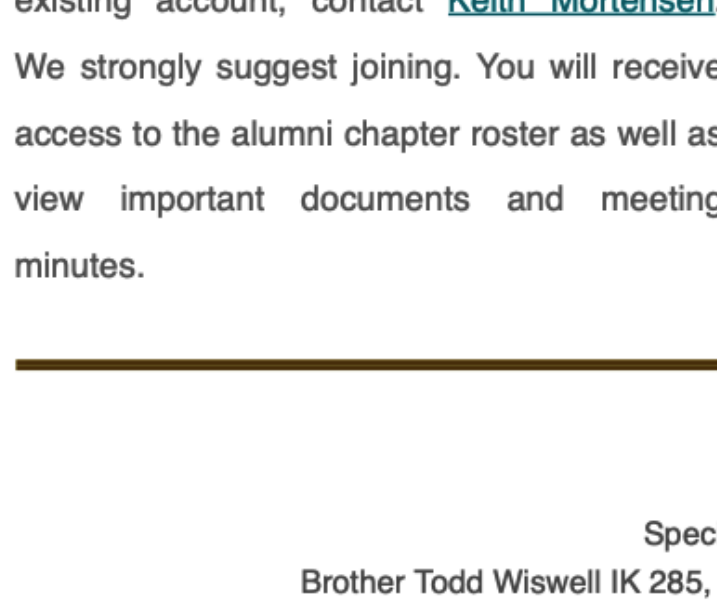 existing account, contact Keith Mortensen.
We strongly suggest joining. You will receive
access to the alumni chapter roster as well as
view important documents and meeting
minutes.
Spec
Brother Todd Wiswell IK 285,